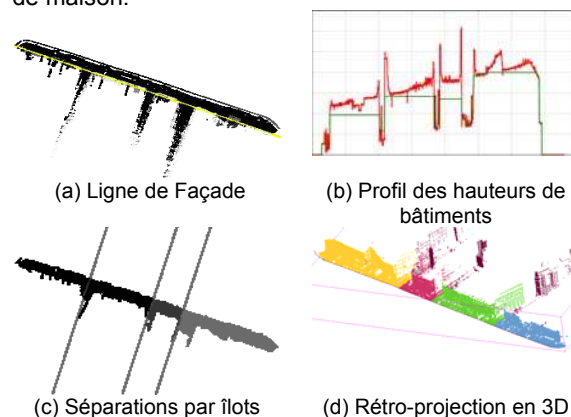 de maison.
(a) Ligne de Façade
(b) Profil des hauteurs de
bâtiments
(c) Séparations par îlots
(d) Rétro-projection en 3D